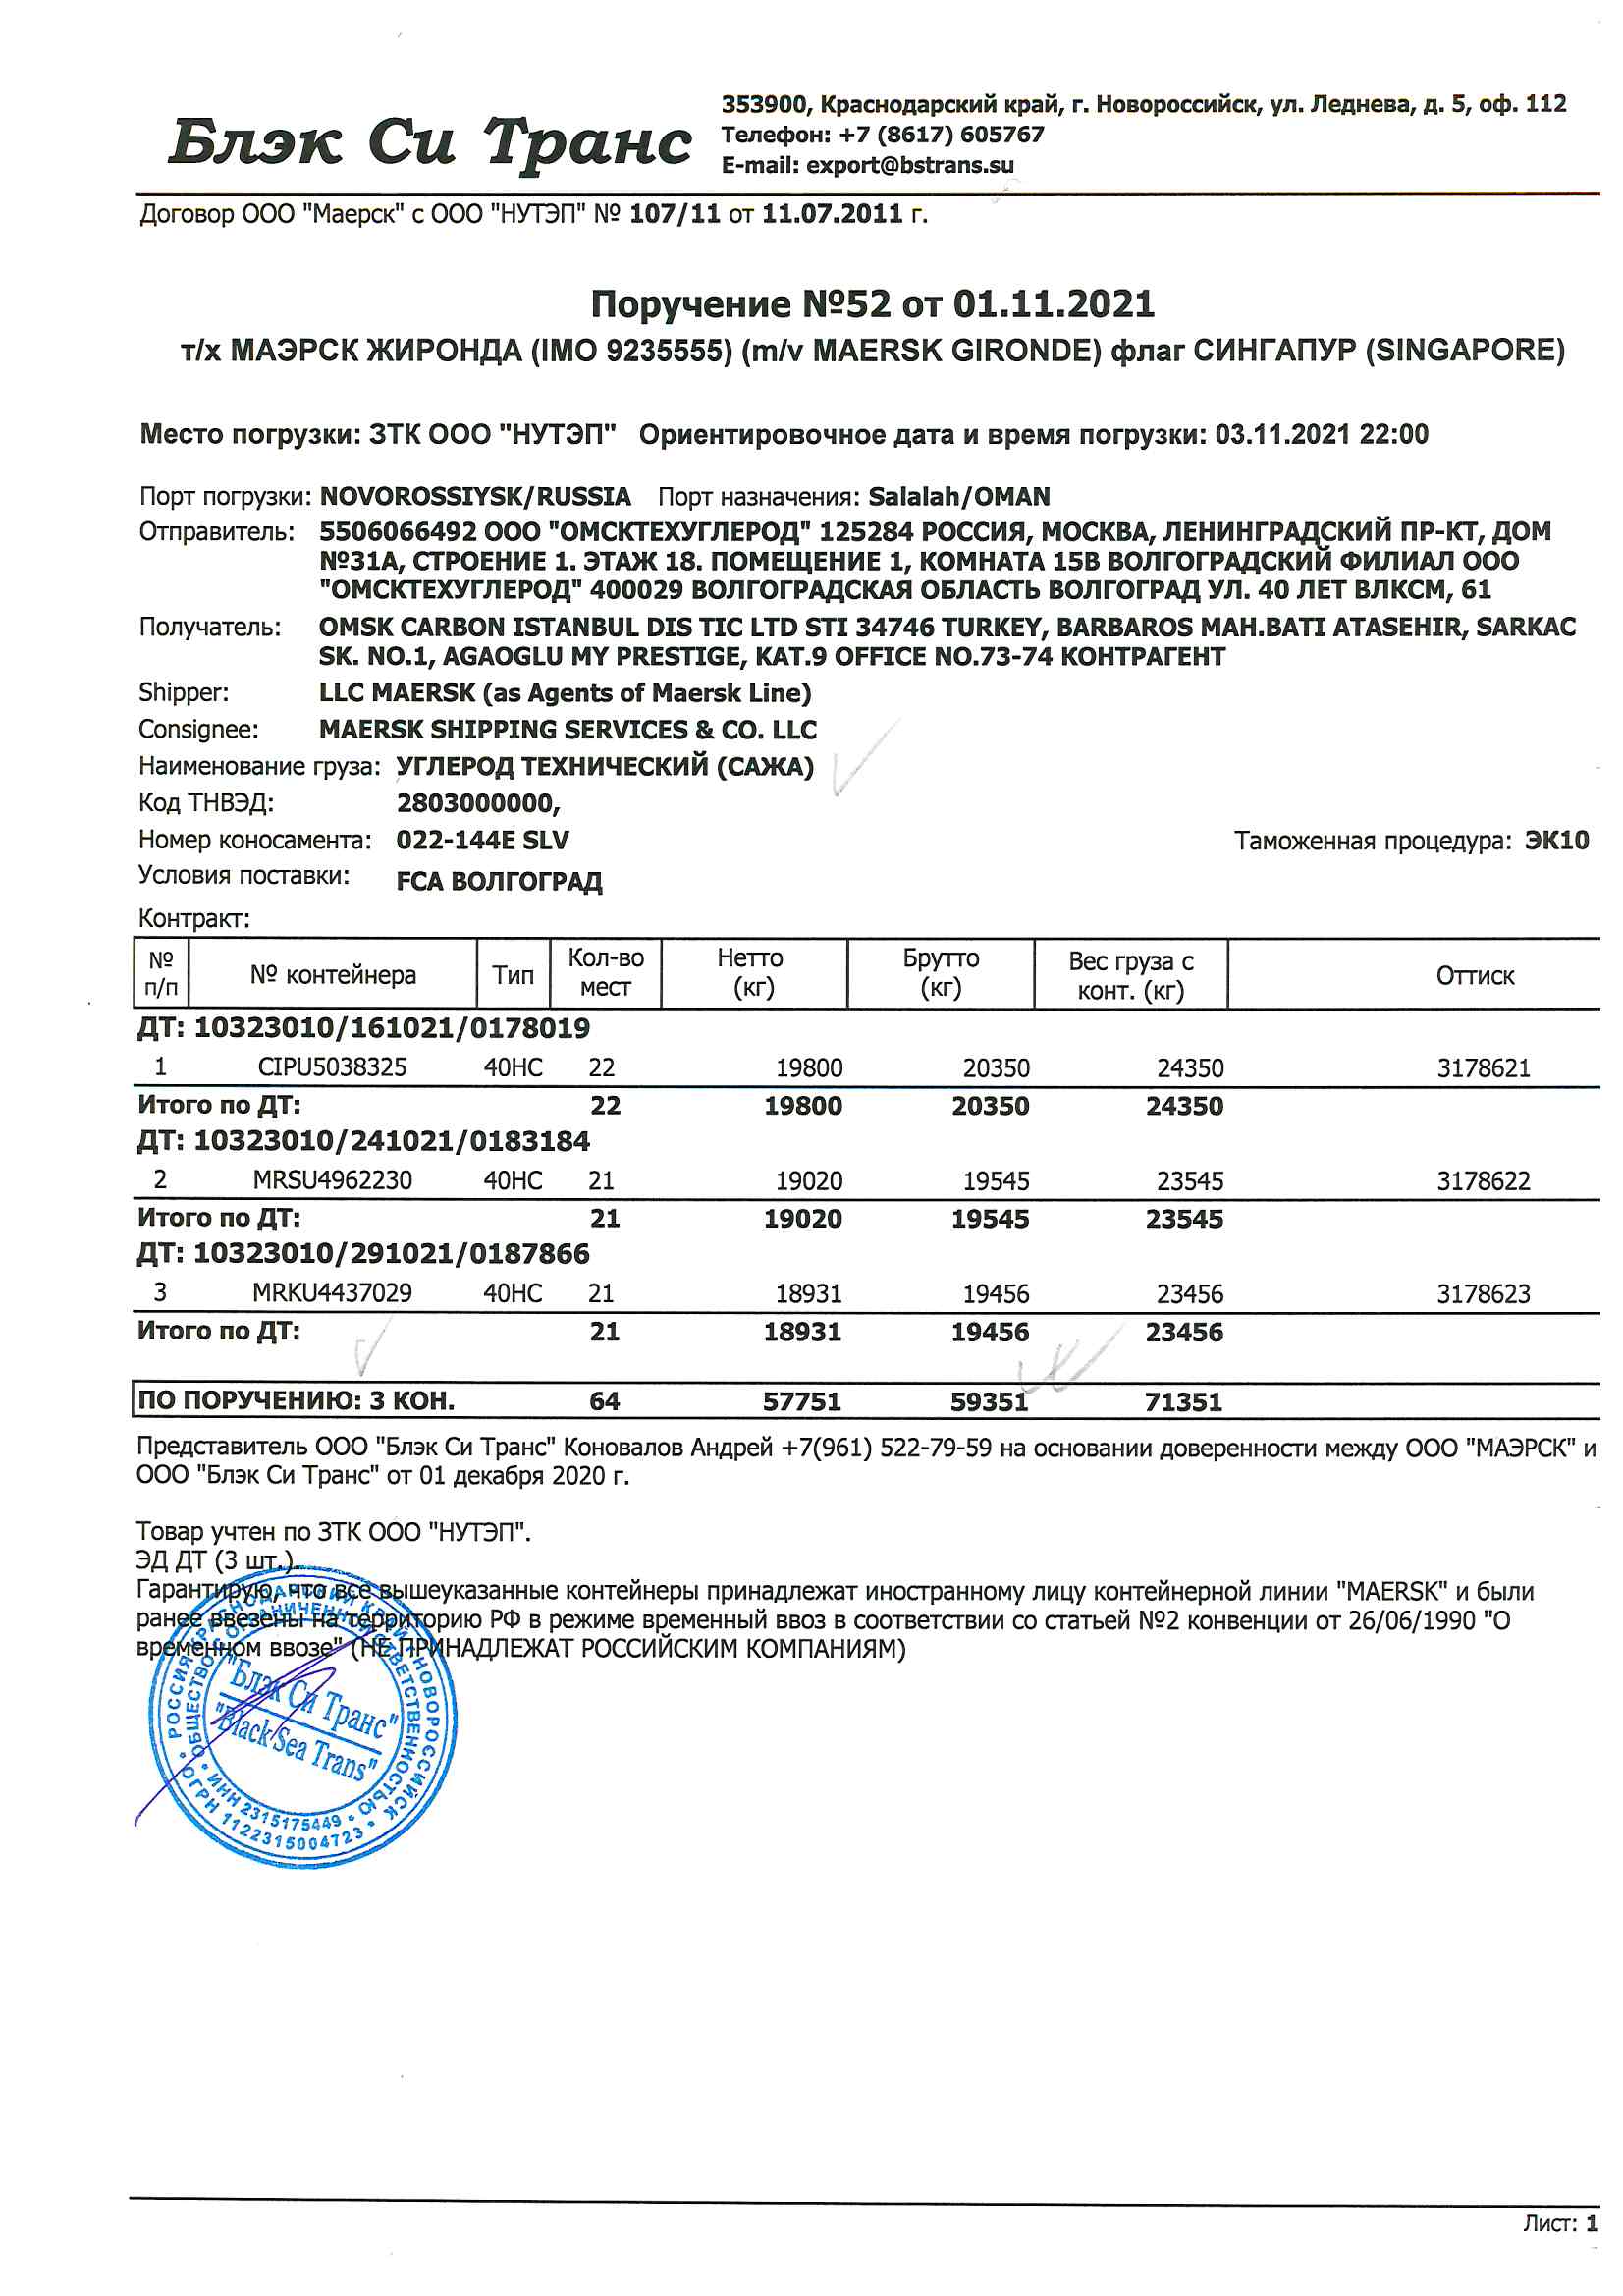 Блэк Си Транс
353900, Краснодарский край, г. Новороссийск, ул. Леднева, д. 5, оф. 112
Телефон: +7 (8617) 605767
E-mail: export@bstrans.su
Договор ООО "Маерск" с ООО "НУТЭП" № 107/11 от 11.07.2011 г.
Поручение №52 от 01.11.2021
т/х МАЭРСК ЖИРОНДА (IMO 9235555) (m/v MAERSK GIRONDE) флаг СИНГАПУР (SINGAPORE)
Место погрузки: ЗТК ООО "НУТЭП" Ориентировочное дата и время погрузки: 03.11.2021 22:00
Порт погрузки: NOVOROSSIYSK/RUSSIA Порт назначения: Salalah/OMAN
Отправитель: 5506066492 ООО "ОМСКТЕХУГЛЕРОД" 125284 РОССИЯ, МОСКВА, ЛЕНИНГРАДСКИЙ ПР-КТ, ДОМ
№31А, СТРОЕНИЕ 1. ЭТАЖ 18. ПОМЕЩЕНИЕ 1, КОМНАТА 15В ВОЛГОГРАДСКИЙ ФИЛИАЛ ООО
"ОМСКТЕХУГЛЕРОД" 400029 ВОЛГОГРАДСКАЯ ОБЛАСТЬ ВОЛГОГРАД УЛ. 40 ЛЕТ ВЛКСМ, 61
Получатель: OMSK CARBON ISTANBUL DIS TIC LTD STI 34746 TURKEY, BARBAROS MAH.BATI ATASEHIR, SARKAC
SK. NO.1, AGAOGLU MY PRESTIGE, KAT.9 OFFICE NO.73-74 КОНТРАГЕНТ
Shipper: LLC MAERSK (as Agents of Maersk Line)
Consignee: MAERSK SHIPPING SERVICES & CO. LLC
Наименование груза: УГЛЕРОД ТЕХНИЧЕСКИЙ (САЖА)
Код ТНВЭД: 2803000000,
Номер коносамента: 022-144E SLV Таможенная процедура: ЭК10
Условия поставки: FCA ВОЛГОГРАД
Контракт:
№ п/п № контейнера Тип Кол-во мест Нетто (кг) Брутто (кг) Вес груза с конт. (кг) Оттиск
ДТ: 10323010/161021/0178019
1 CIPU5038325 40HC 22 19800 20350 24350 3178621
Итого по ДТ: 22 19800 20350 24350
ДТ: 10323010/241021/0183184
2 MRSU4962230 40HC 21 19020 19545 23545 3178622
Итого по ДТ: 21 19020 19545 23545
ДТ: 10323010/291021/0187866
3 MRKU4437029 40HC 21 18931 19456 23456 3178623
Итого по ДТ: 21 18931 19456 23456
ПО ПОРУЧЕНИЮ: 3 КОН. 64 57751 59351 71351
Представитель ООО "Блэк Си Транс" Коновалов Андрей +7(961) 522-79-59 на основании доверенности между ООО "МАЭРСК" и
ООО "Блэк Си Транс" от 01 декабря 2020 г.
Товар учтен по ЗТК ООО "НУТЭП".
ЭД ДТ (3 шт.).
Гарантирую, что все вышеуказанные контейнеры принадлежат иностранному лицу контейнерной линии "MAERSK" и были
ранее ввезены на территорию РФ в режиме временный ввоз в соответствии со статьей №2 конвенции от 26/06/1990 "О
временном ввозе" (НЕ ПРИНАДЛЕЖАТ РОССИЙСКИМ КОМПАНИЯМ)
РОССИЯ КРАСНОДАРСКИЙ КРАЙ Г.НОВОРОССИЙСК
ОБЩЕСТВО С ОГРАНИЧЕННОЙ ОТВЕТСТВЕННОСТЬЮ
"Блэк Си Транс"
"Black Sea Trans"
ИНН 2315175449
ОГРН 1122315004723
Лист: 1